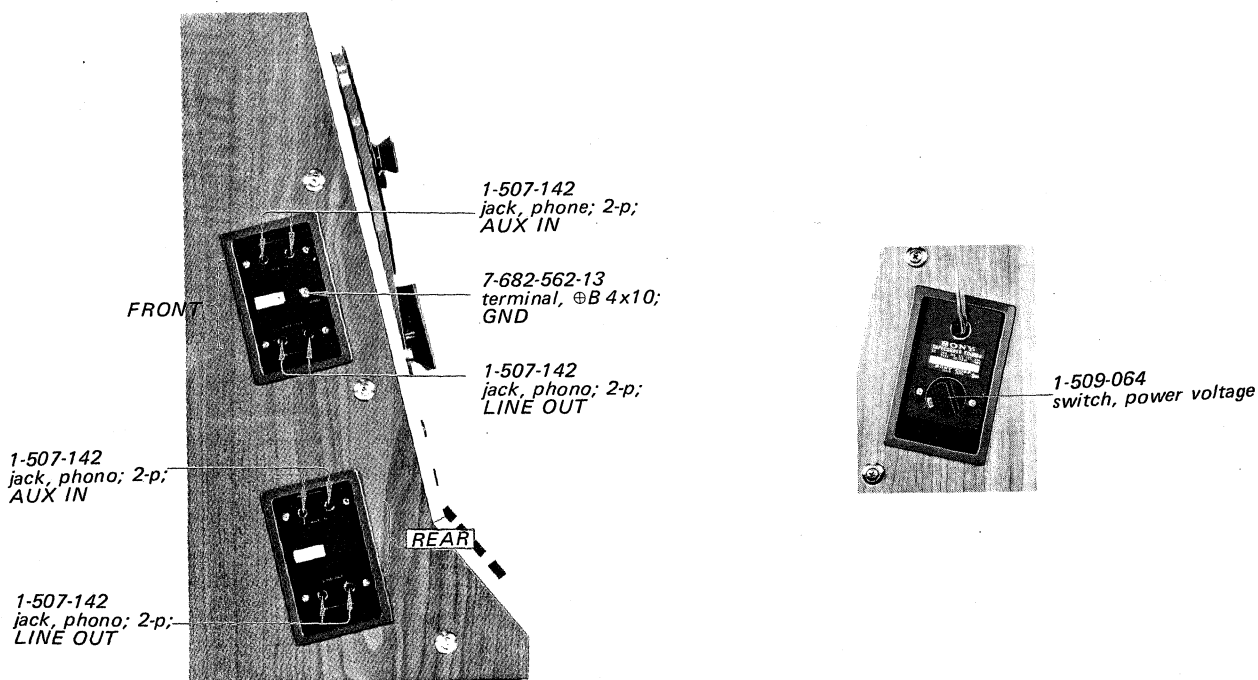 1-507-142
jack, phone; 2-p;
AUX IN
7-682-562-13
terminal, ⊕B 4x10;
GND
FRONT
1-507-142
jack, phono; 2-p;
LINE OUT
1-507-142
jack, phono; 2-p;
AUX IN
REAR
1-507-142
jack, phono; 2-p;
LINE OUT
SONY
1-509-064
switch, power voltage